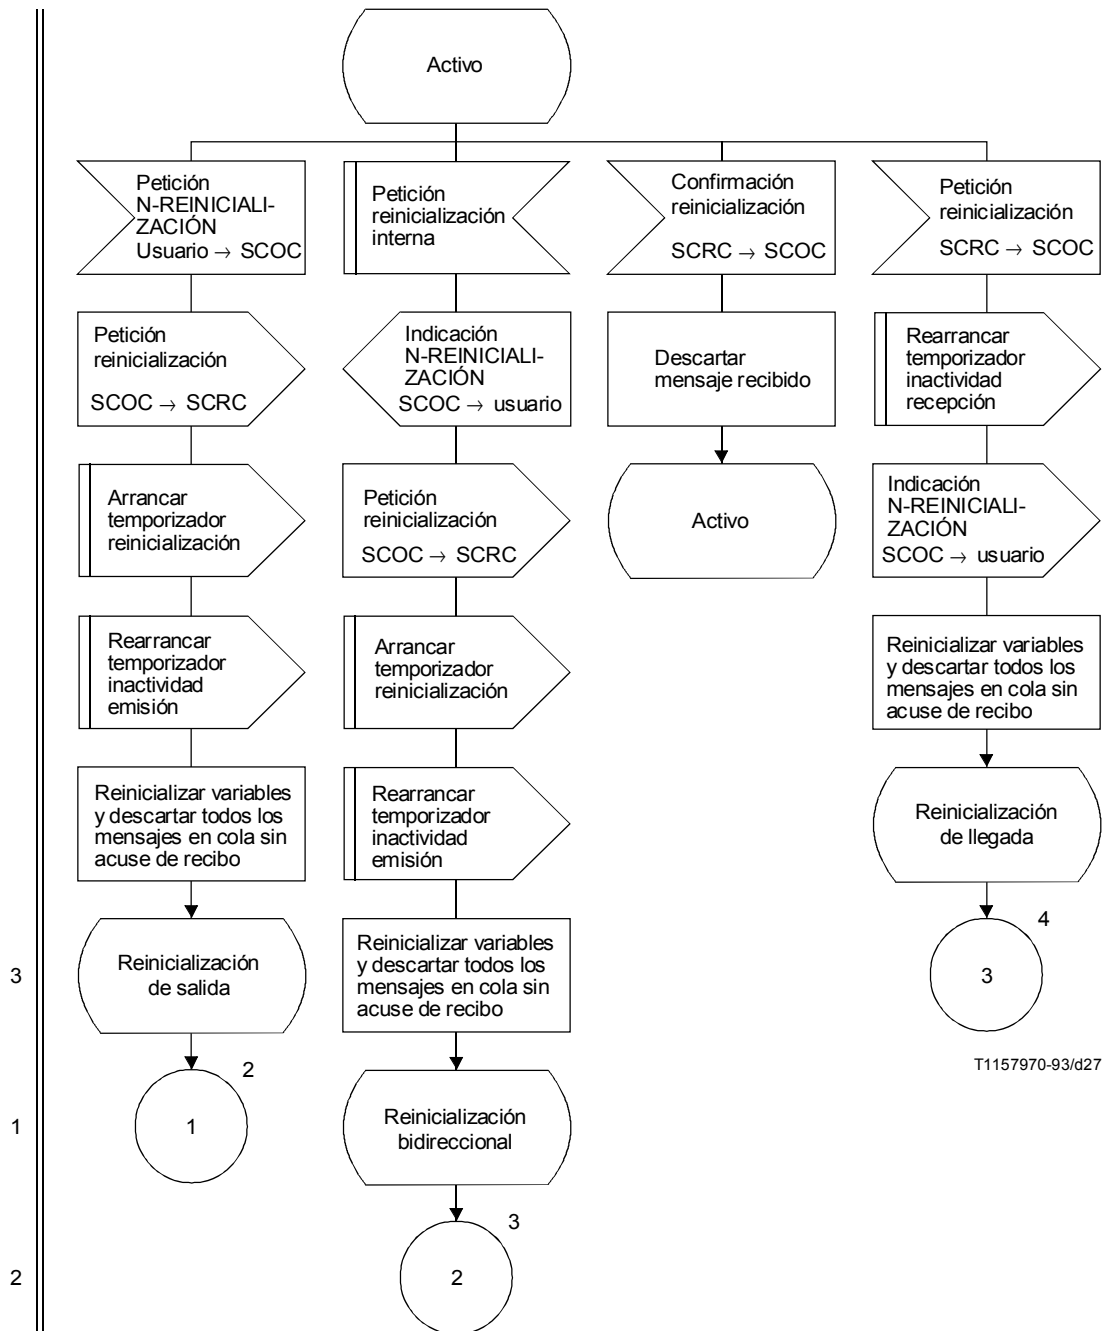 Activo
Petición
N-REINICIALI-
ZACIÓN
Usuario → SCOC
Petición
reinicialización
interna
Confirmación
reinicialización
SCRC → SCOC
Petición
reinicialización
SCRC → SCOC
Petición
reinicialización
SCOC → SCRC
Indicación
N-REINICIALI-
ZACIÓN
SCOC → usuario
Descartar
mensaje recibido
Rearrancar
temporizador
inactividad
recepción
Arrancar
temporizador
reinicialización
Petición
reinicialización
SCOC → SCRC
Activo
Indicación
N-REINICIALI-
ZACIÓN
SCOC → usuario
Rearrancar
temporizador
inactividad
emisión
Arrancar
temporizador
reinicialización
Reinicializar variables
y descartar todos los
mensajes en cola sin
acuse de recibo
Reinicializar variables
y descartar todos los
mensajes en cola sin
acuse de recibo
Rearrancar
temporizador
inactividad
emisión
Reinicialización
de llegada
3
Reinicialización
de salida
Reinicializar variables
y descartar todos los
mensajes en cola sin
acuse de recibo
4
3
T1157970-93/d27
1
2
1
Reinicialización
bidireccional
2
3
2